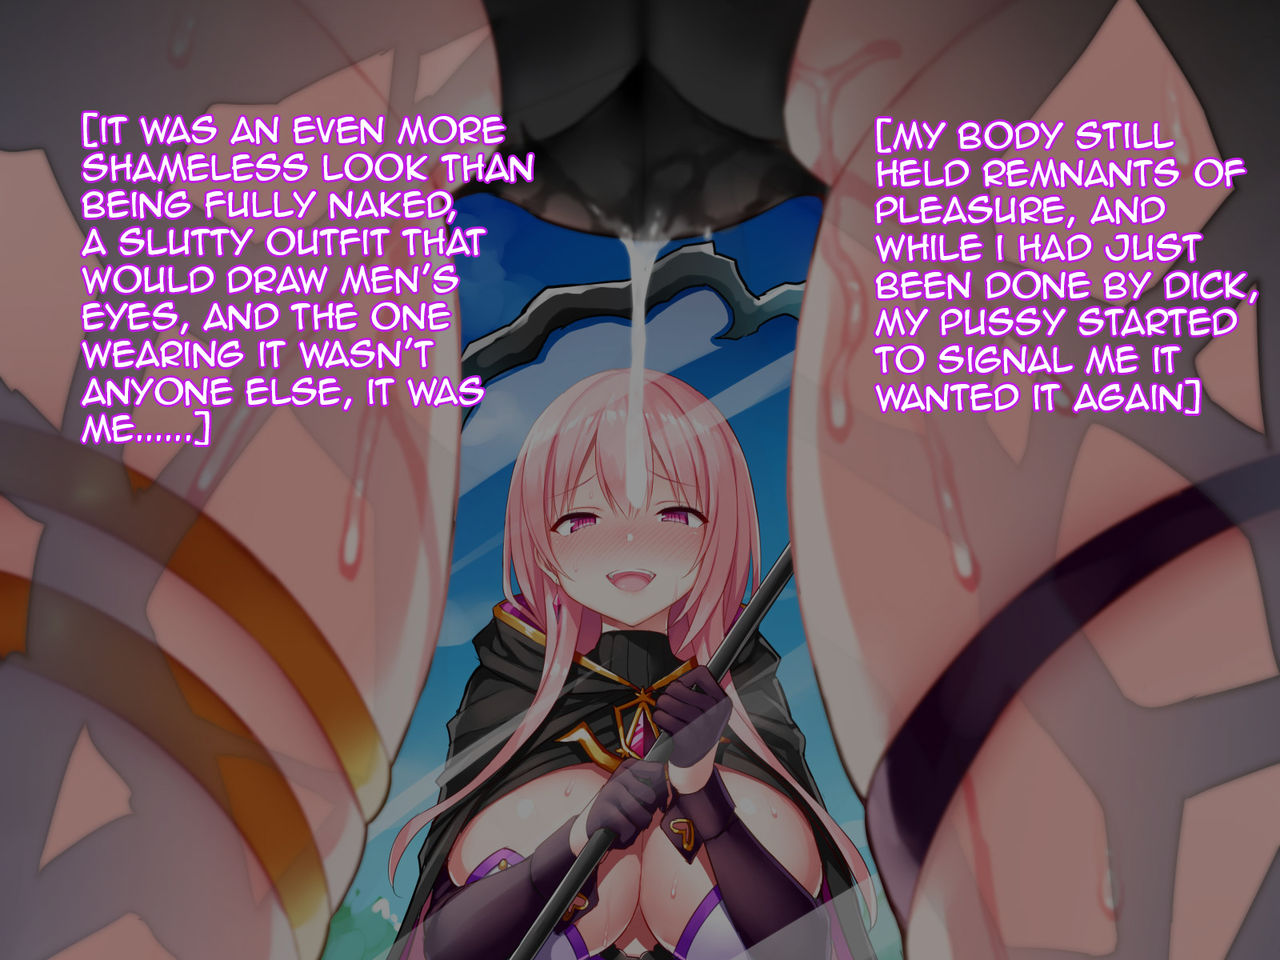 [IT WAS AN EVEN MORE
SHAMELESS LOOK THAN
BEING FULLY NAKED,
A SLUTTY OUTFIT THAT
WOULD DRAW MEN'S
EYES, AND THE ONE
WEARING IT WASN'T
ANYONE ELSE, IT WAS
ME......]
[MY BODY STILL
HELD REMNANTS OF
PLEASURE, AND
WHILE I HAD JUST
BEEN DONE BY DICK,
MY PUSSY STARTED
TO SIGNAL ME IT
WANTED IT AGAIN]